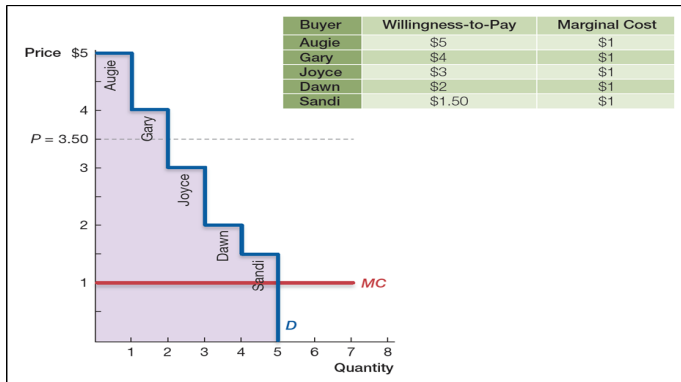 Buyer Willingness-to-Pay Marginal Cost
Augie $5 $1
Gary $4 $1
Joyce $3 $1
Dawn $2 $1
Sandi $1.50 $1
Price $5
4
P = 3.50
3
2
1
Augie
Gary
Joyce
Dawn
Sandi
MC
D
1 2 3 4 5 6 7 8
Quantity